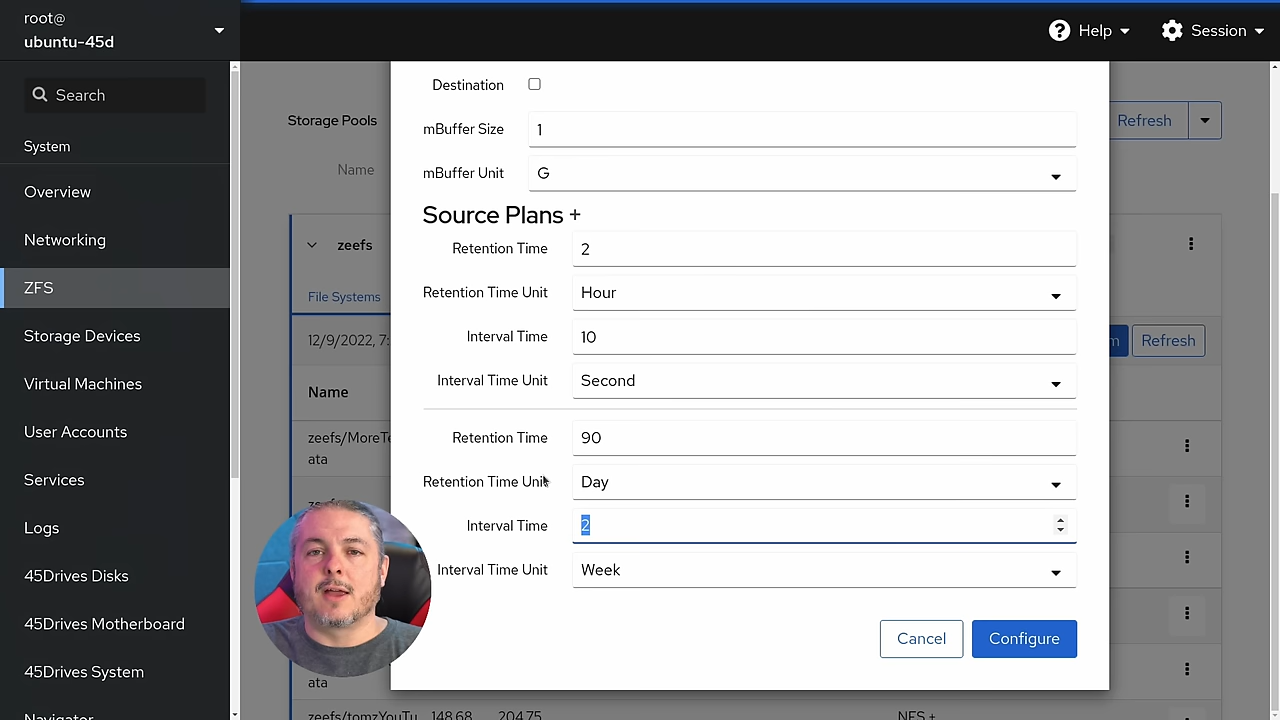 root@
ubuntu-45d
Help
Session
Search
System
Overview
Networking
ZFS
Storage Devices
Virtual Machines
User Accounts
Services
Logs
45Drives Disks
45Drives Motherboard
45Drives System
Navigator
Storage Pools
Refresh
Name
zeefs
File Systems
12/9/2022, 7:
Refresh
Name
zeefs/MoreTe
ata
ata
zeefs/tomzYouTu 148.68 204.75 NFS +
Destination
mBuffer Size 1
mBuffer Unit G
Source Plans +
Retention Time 2
Retention Time Unit Hour
Interval Time 10
Interval Time Unit Second
Retention Time 90
Retention Time Unit Day
Interval Time 2
Interval Time Unit Week
Cancel Configure